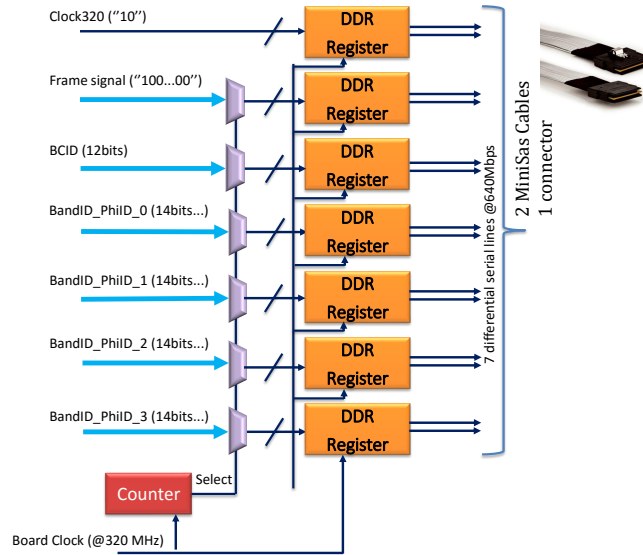 Clock320 (“10”)
DDR
Register
Frame signal (“100...00”)
DDR
Register
BCID (12bits)
DDR
Register
BandID_PhiID_0 (14bits...)
DDR
Register
BandID_PhiID_1 (14bits...)
DDR
Register
BandID_PhiID_2 (14bits...)
DDR
Register
BandID_PhiID_3 (14bits...)
DDR
Register
Counter
Select
Board Clock (@320 MHz)
7 differential serial lines @640Mbps
2 MiniSas Cables
1 connector